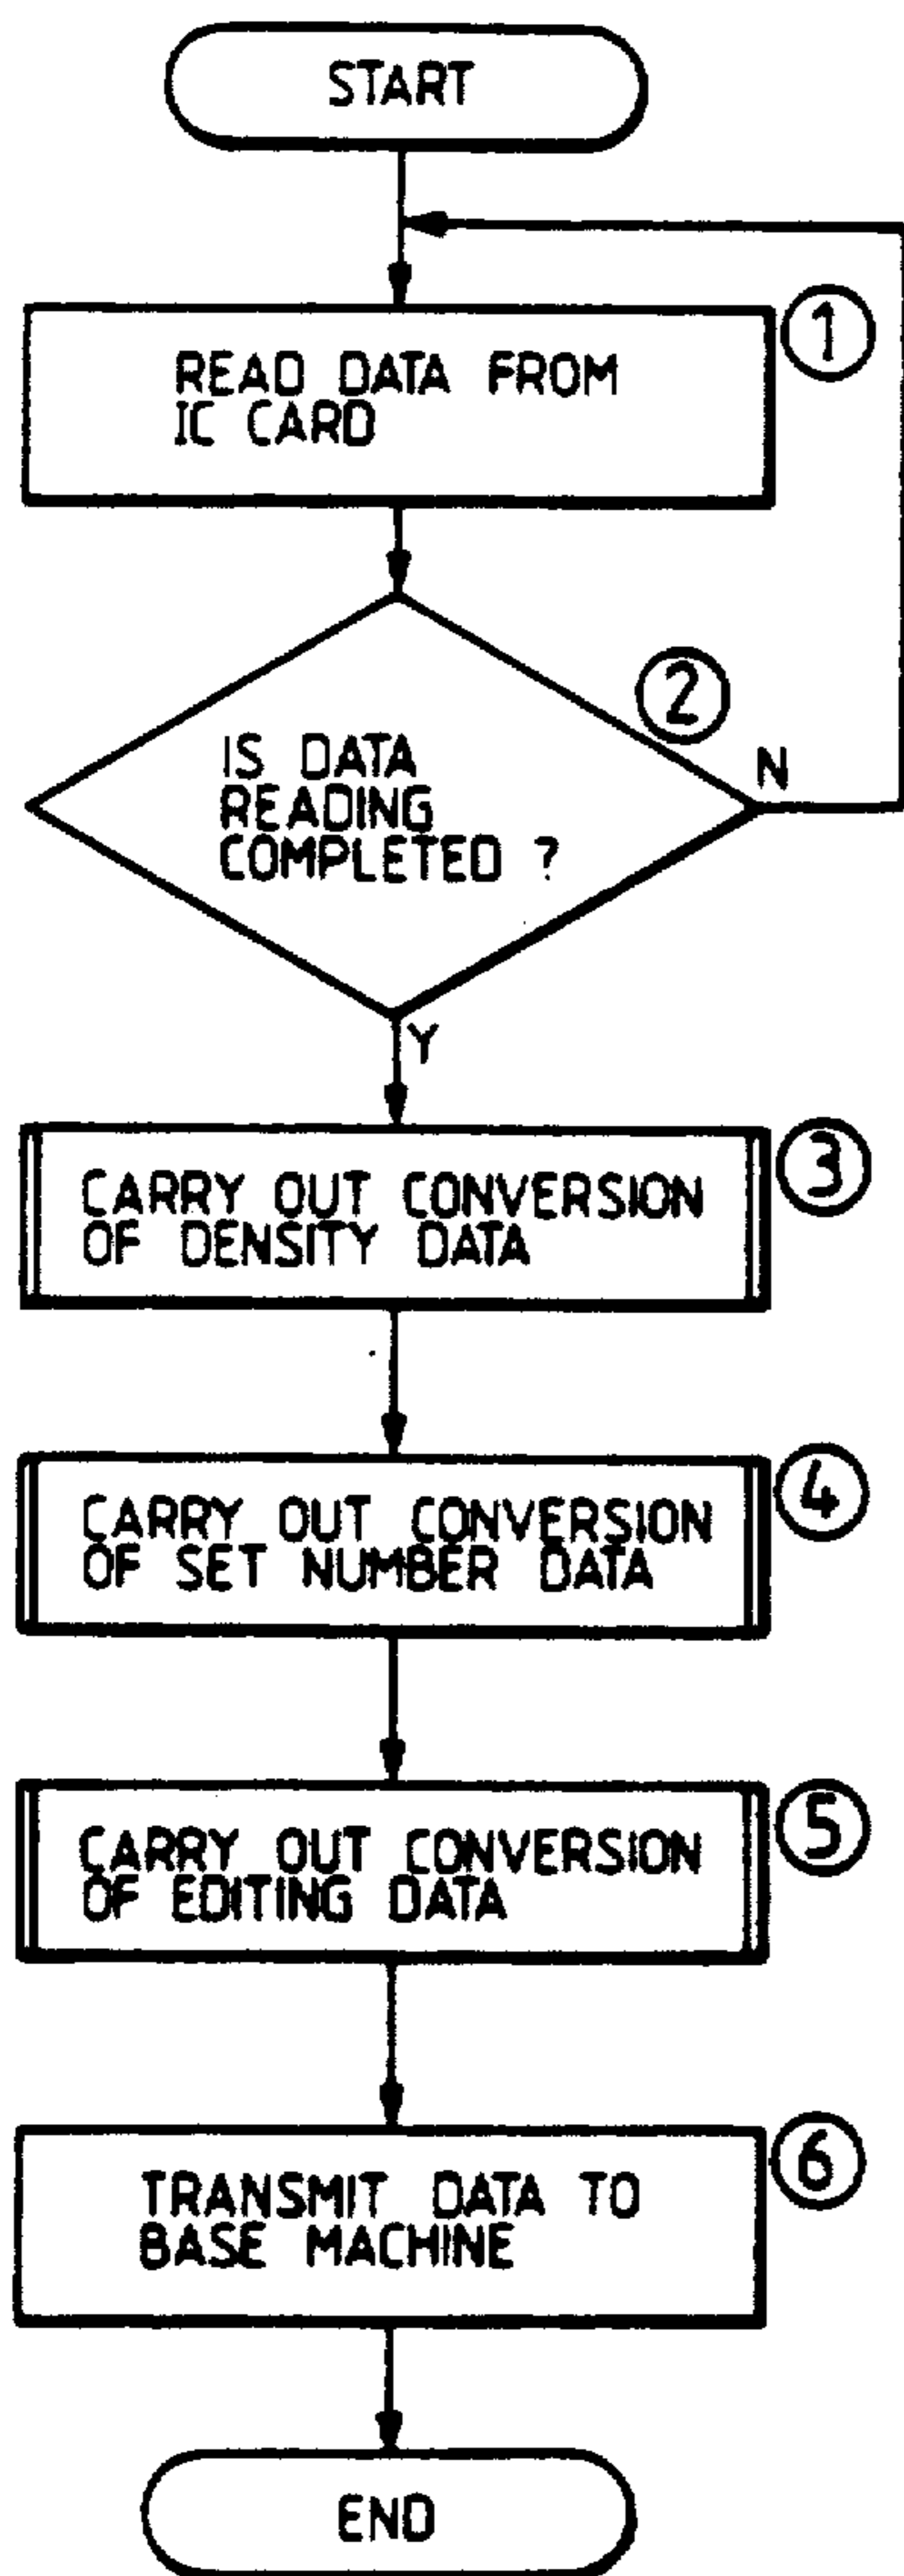 START
①
READ DATA FROM
IC CARD
②
IS DATA
READING
COMPLETED ?
N
Y
③
CARRY OUT CONVERSION
OF DENSITY DATA
④
CARRY OUT CONVERSION
OF SET NUMBER DATA
⑤
CARRY OUT CONVERSION
OF EDITING DATA
⑥
TRANSMIT DATA TO
BASE MACHINE
END